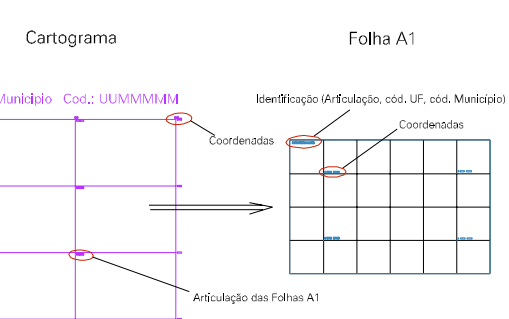 Cartograma
Folha A1
Município Cod.: UUMMMMM
Identificação (Articulação, cód. UF, cód. Município)
Coordenadas
Coordenadas
Articulação das Folhas A1